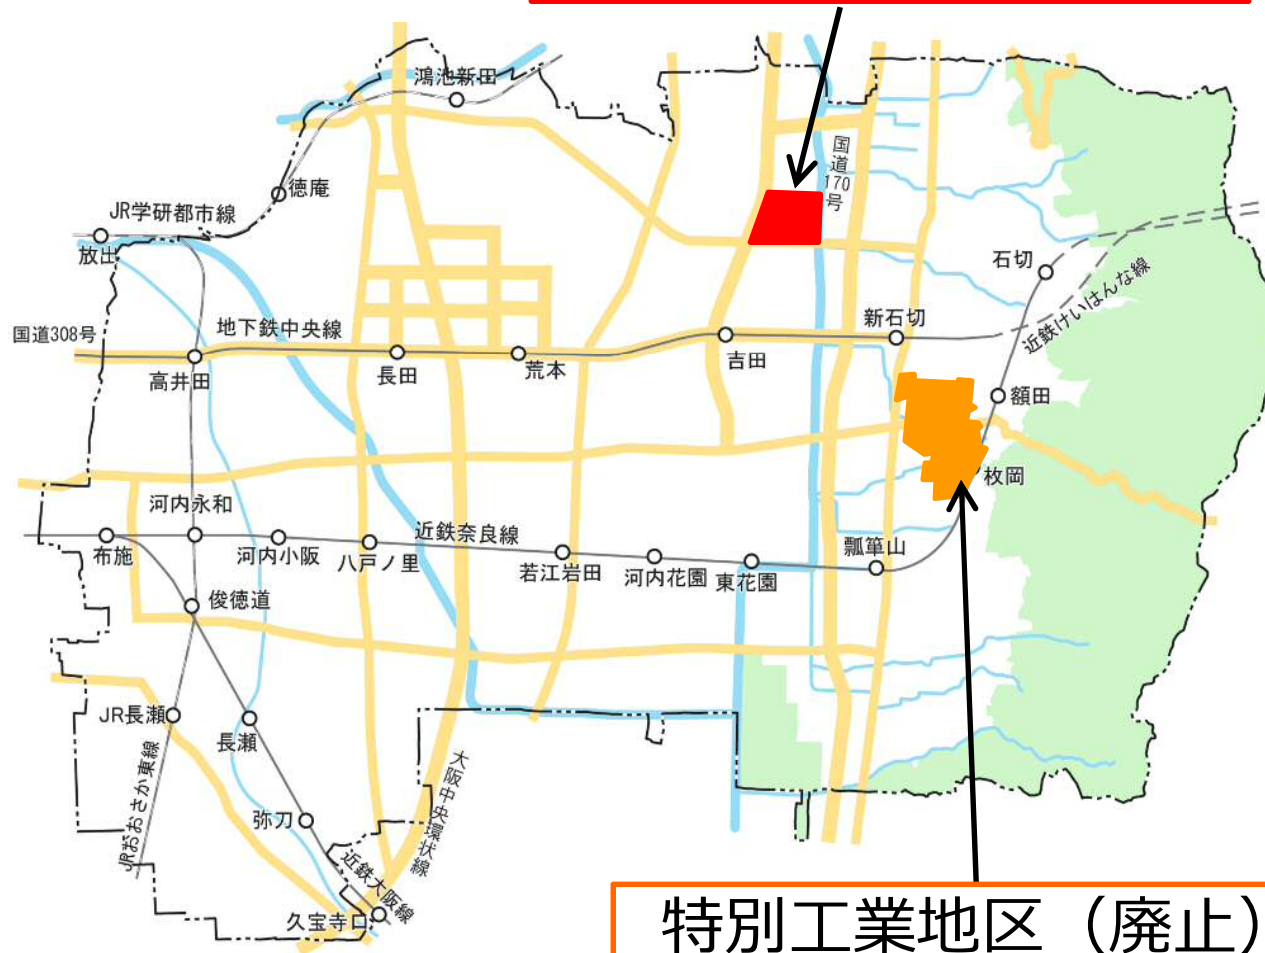 鴻池新田
国道170号
徳庵
JR学研都市線
放出
石切
近鉄けいはんな線
国道308号
地下鉄中央線
新石切
高井田
長田
荒本
吉田
額田
枚岡
河内永和
布施
河内小阪
八戸ノ里
近鉄奈良線
若江岩田
河内花園
東花園
瓢箪山
俊徳道
JR長瀬
長瀬
JRおおさか東線
大阪中央環状線
弥刀
近鉄大阪線
久宝寺口
特別工業地区（廃止）